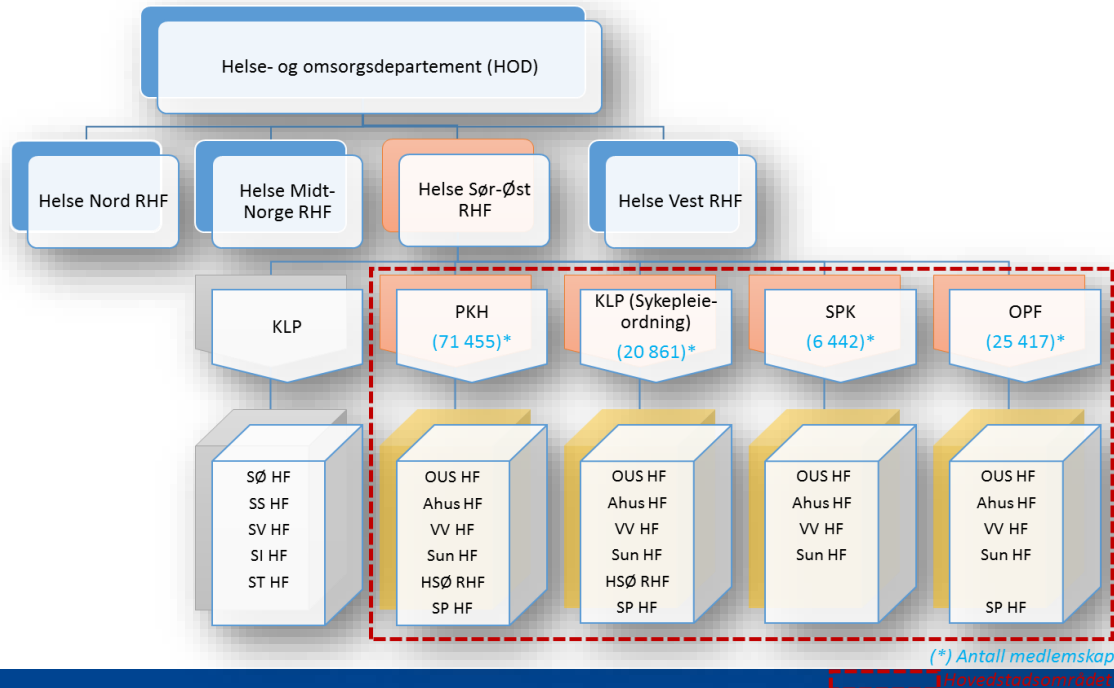 Helse- og omsorgsdepartement (HOD)
Helse Nord RHF
Helse Midt-
Norge RHF
Helse Sør-Øst
RHF
Helse Vest RHF
KLP
PKH
(71 455)*
KLP (Sykepleie-
ordning)
(20 861)*
SPK
(6 442)*
OPF
(25 417)*
SØ HF
SS HF
SV HF
SI HF
ST HF
OUS HF
Ahus HF
VV HF
Sun HF
HSØ RHF
SP HF
OUS HF
Ahus HF
VV HF
Sun HF
HSØ RHF
SP HF
OUS HF
Ahus HF
VV HF
Sun HF
OUS HF
Ahus HF
VV HF
Sun HF
SP HF
(*) Antall medlemskap
Hovedstadsområdet